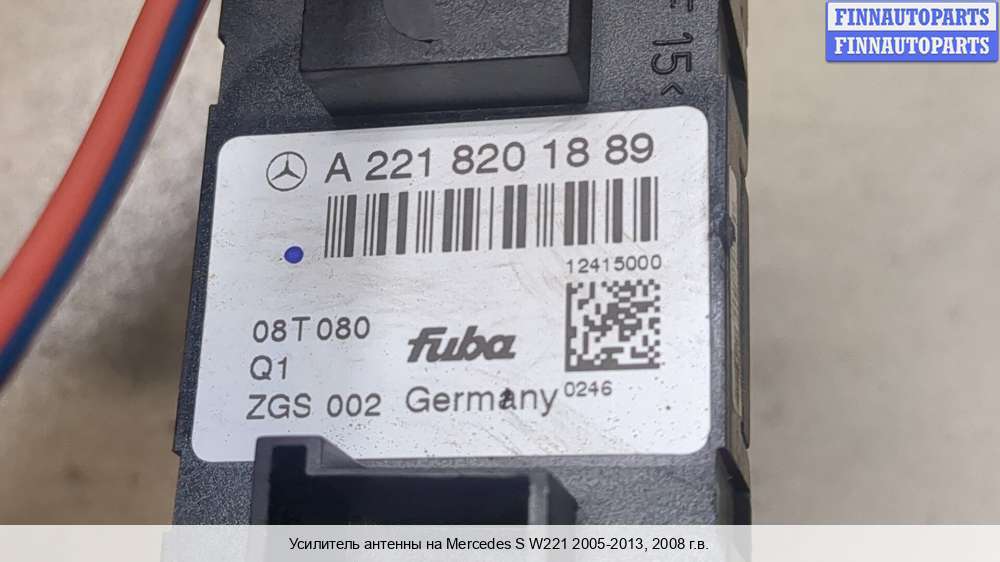 FINNAUTOPARTS
FINNAUTOPARTS
15<
A 221 820 18 89
12415000
08T080
fuba
Q1
ZGS 002
Germany
0246
Усилитель антенны на Mercedes S W221 2005-2013, 2008 г.в.